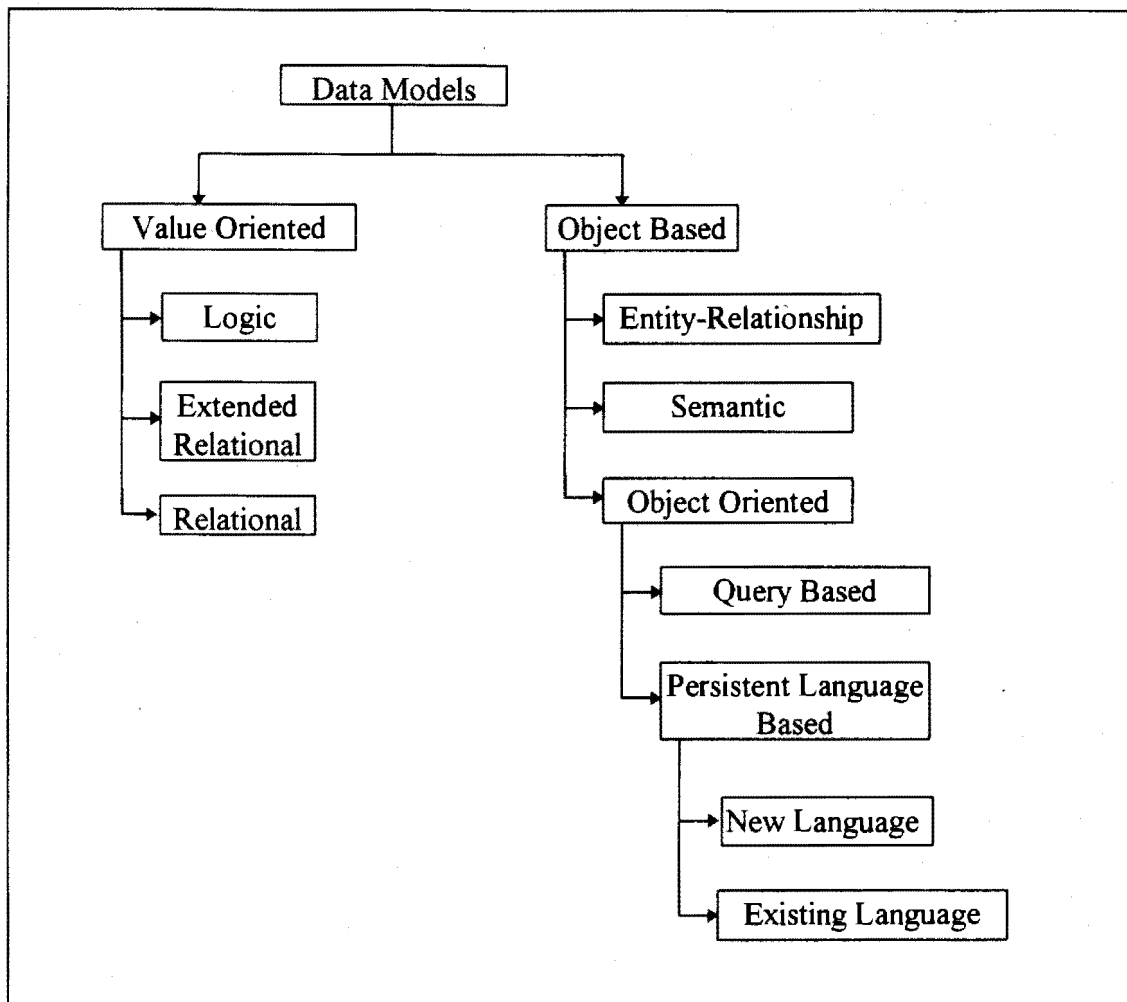 Data Models
Value Oriented
Object Based
Logic
Entity-Relationship
Extended
Relational
Semantic
Relational
Object Oriented
Query Based
Persistent Language
Based
New Language
Existing Language